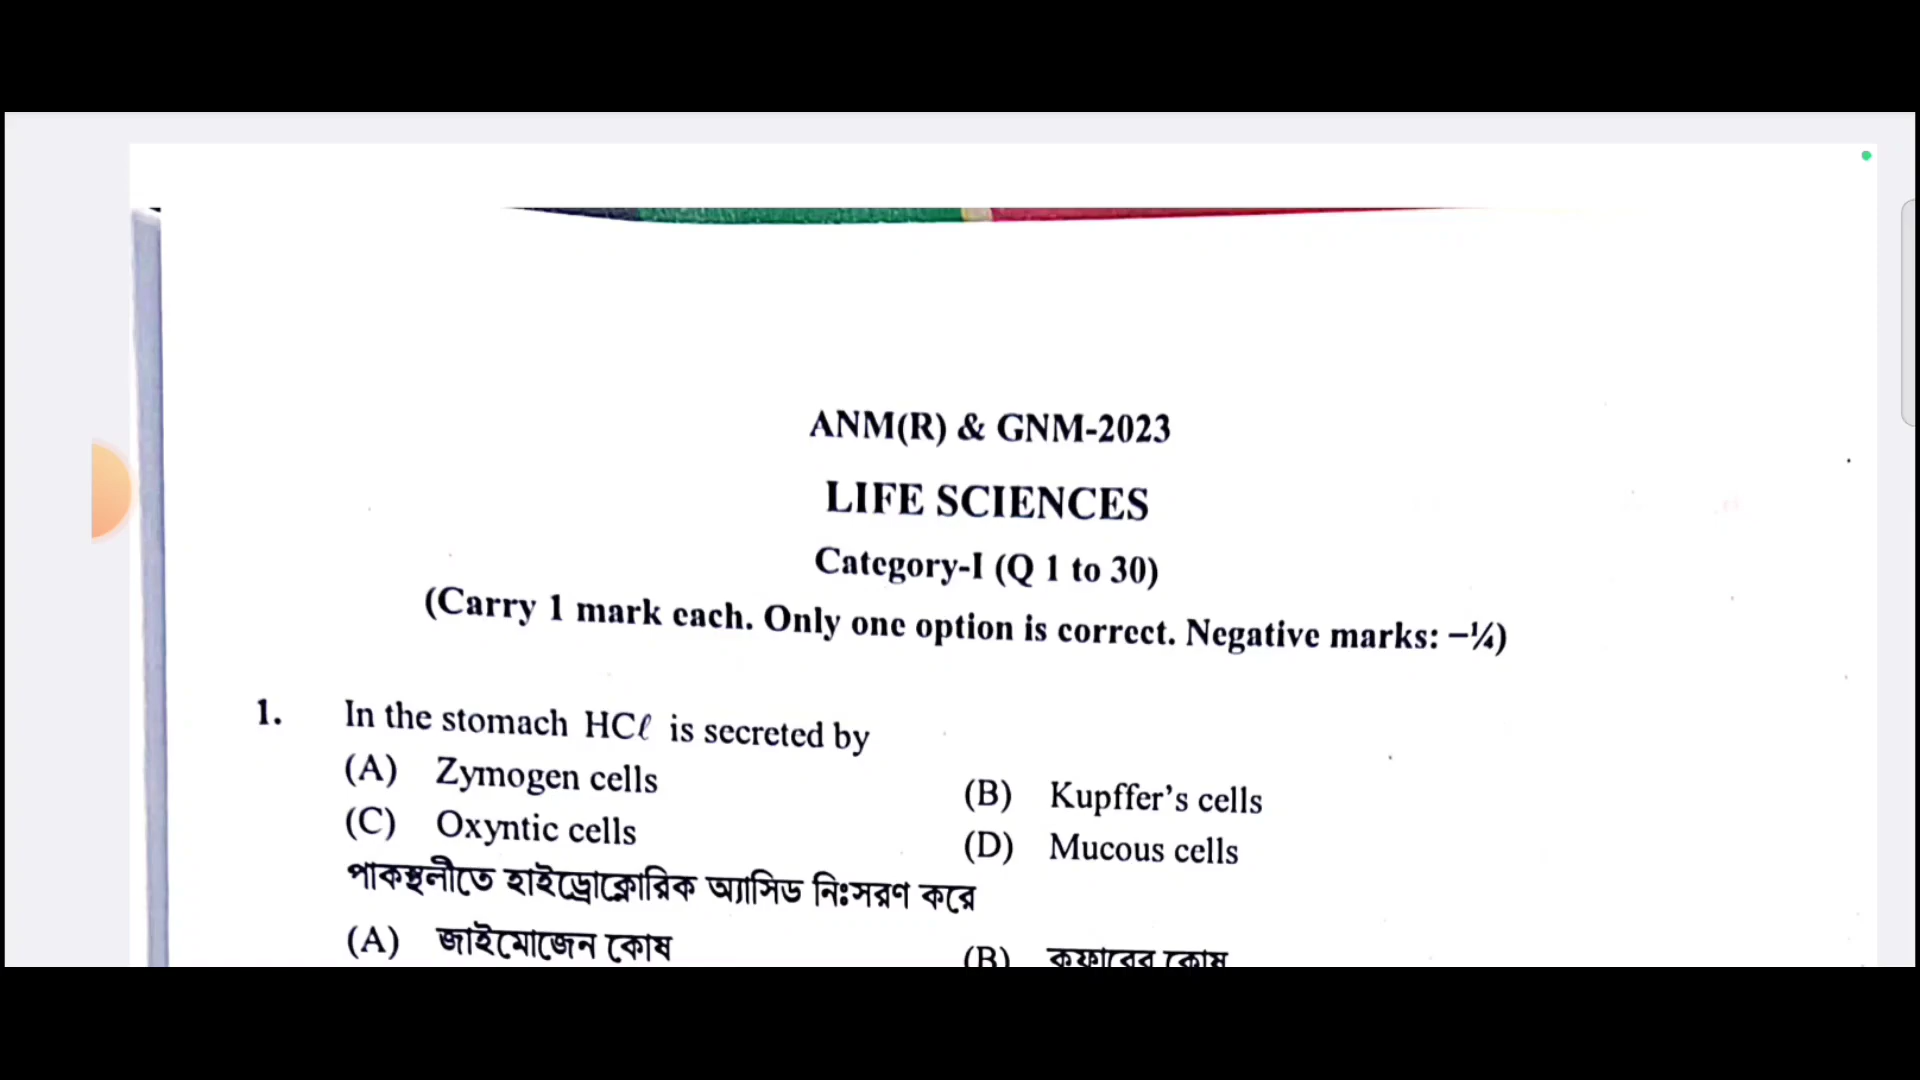 ANM(R) & GNM-2023
LIFE SCIENCES
Category-I (Q 1 to 30)
(Carry 1 mark each. Only one option is correct. Negative marks: –¼)
1. In the stomach HCℓ is secreted by
(A) Zymogen cells (B) Kupffer’s cells
(C) Oxyntic cells (D) Mucous cells
পাকস্থলীতে হাইড্রোক্লোরিক অ্যাসিড নিঃসরণ করে
(A) জাইমোজেন কোষ (B) কুফারের কোষ